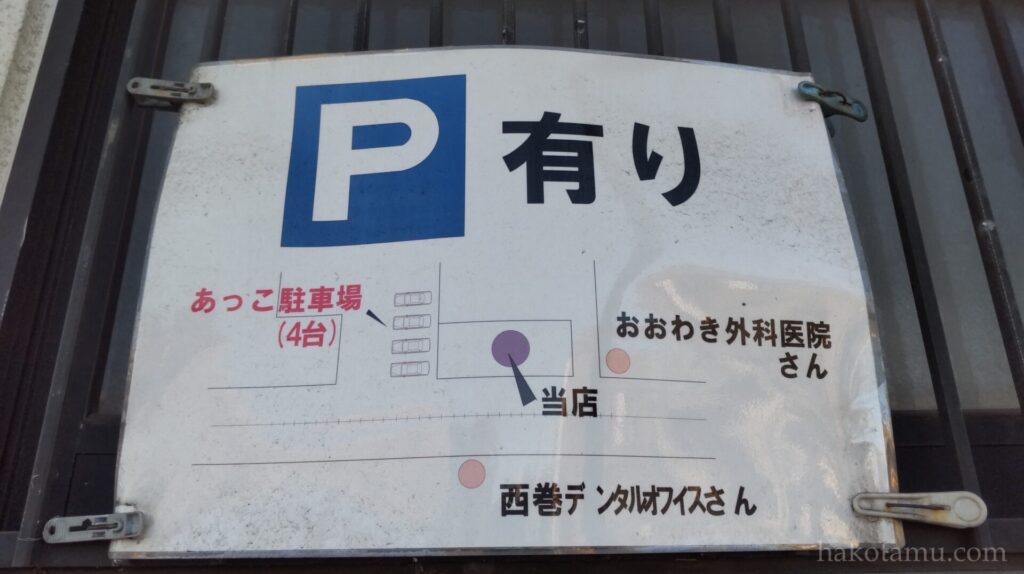 P 有り
あっこ駐車場
(4台)
おおわき外科医院
さん
当店
西巻デンタルオフイスさん
hakotamu.com